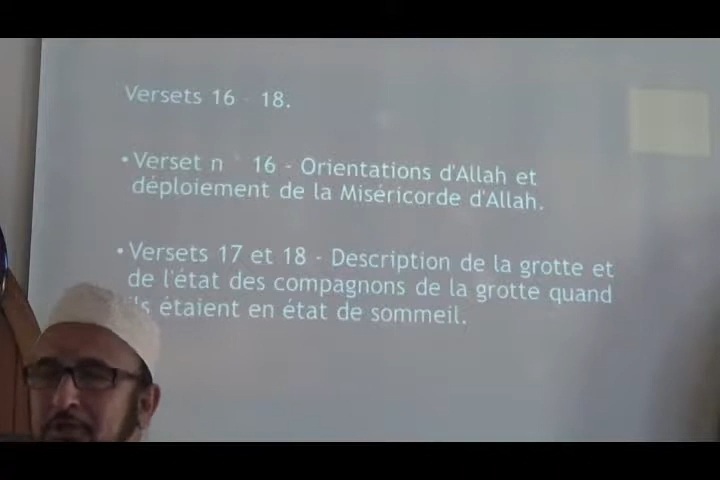 Versets 16 - 18.
• Verset n ° 16 - Orientations d'Allah et
déploiement de la Miséricorde d'Allah.
• Versets 17 et 18 - Description de la grotte et
de l'état des compagnons de la grotte quand
ils étaient en état de sommeil.